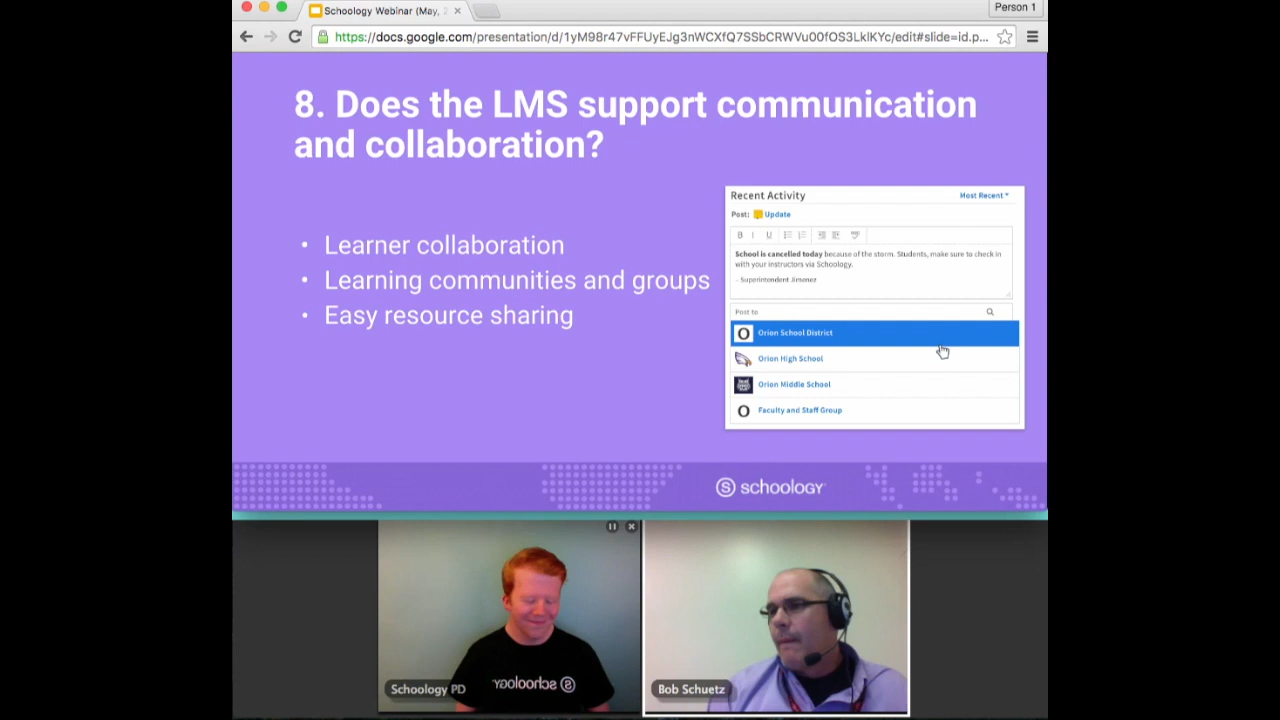 Schoology Webinar (May, 2
Person 1
https://docs.google.com/presentation/d/1yM98r47vFFUyEJg3nWCXfQ7SSbCRWVu00fOS3LklKYc/edit#slide=id.p...
8. Does the LMS support communication
and collaboration?
• Learner collaboration
• Learning communities and groups
• Easy resource sharing
Recent Activity
Most Recent
Post: Update
B I U
School is cancelled today because of the storm. Students, make sure to check in
with your instructors via Schoology.
- Superintendent Jimenez
Post to
Orion School District
Orion High School
Orion Middle School
Faculty and Staff Group
schoology
Schoology PD
schoology
Bob Schuetz